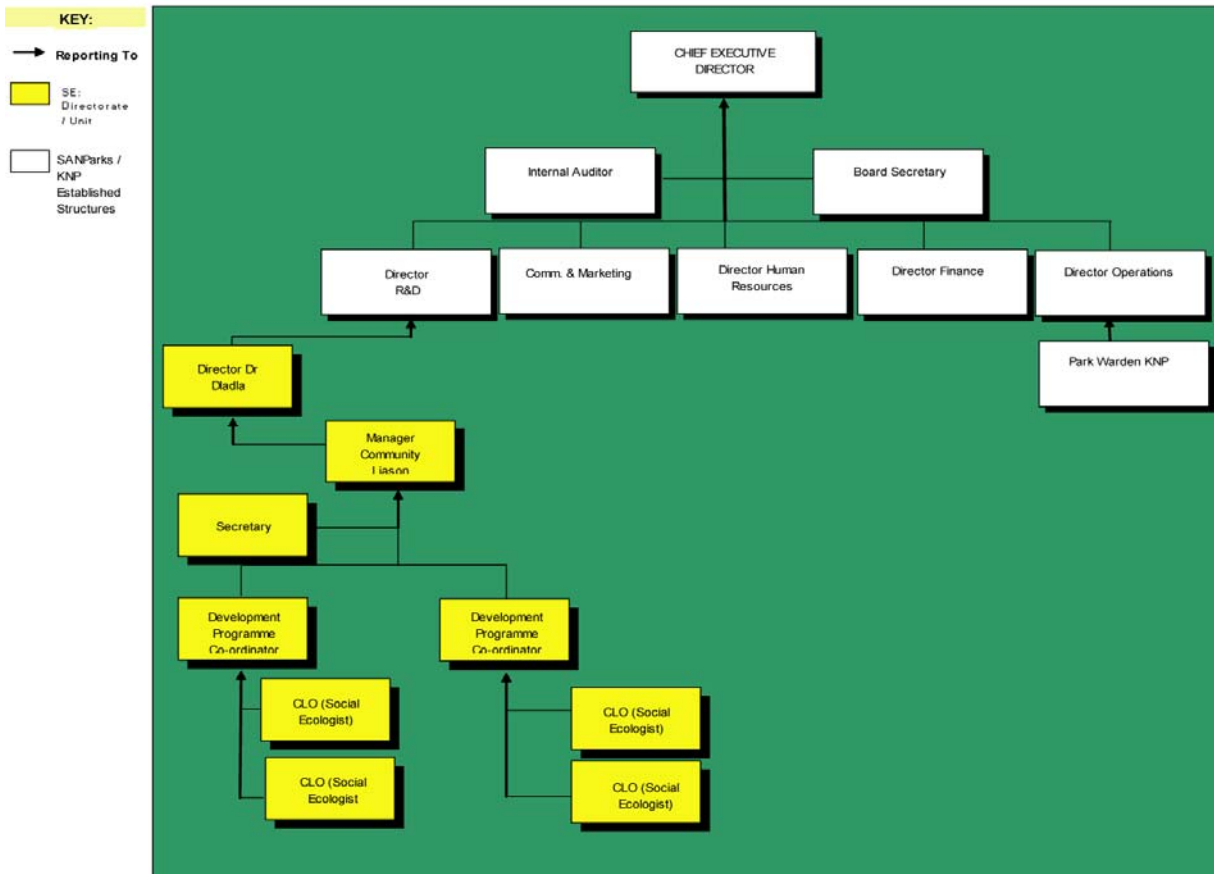 KEY:
Reporting To
SE:
Directorate
/ Unit
SANParks /
KNP
Established
Structures
CHIEF EXECUTIVE
DIRECTOR
Internal Auditor
Board Secretary
Director
R&D
Comm. & Marketing
Director Human
Resources
Director Finance
Director Operations
Director Dr
Dladla
Park Warden KNP
Manager
Community
Liason
Secretary
Development
Programme
Co-ordinator
Development
Programme
Co-ordinator
CLO (Social
Ecologist)
CLO (Social
Ecologist)
CLO (Social
Ecologist
CLO (Social
Ecologist)